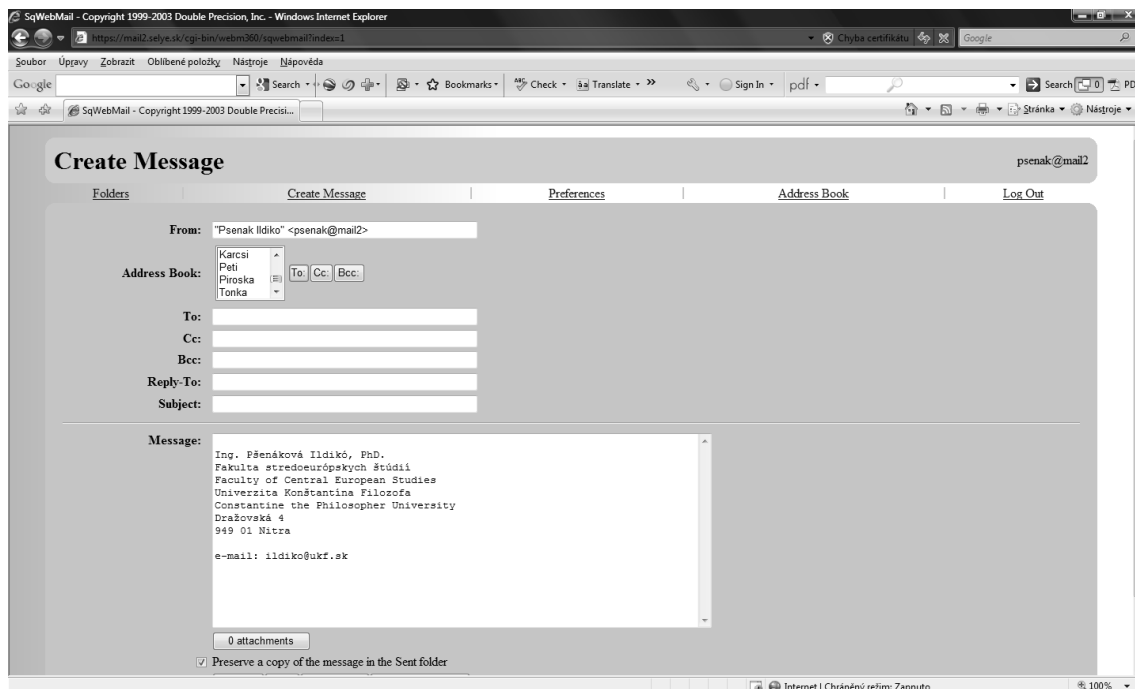 SqWebMail - Copyright 1999-2003 Double Precision, Inc. - Windows Internet Explorer
https://mail2.selye.sk/cgi-bin/webm360/sqwebmail?index=1 Chyba certifikátu Google
Soubor Úpravy Zobrazit Oblíbené položky Nástroje Nápověda
Google Search Bookmarks Check Translate Sign In pdf Search 0 PD
SqWebMail - Copyright 1999-2003 Double Precisi... Stránka Nástroje
Create Message psenak@mail2
Folders Create Message Preferences Address Book Log Out
From: "Psenak Ildiko" <psenak@mail2>
Address Book: Karcsi
Peti
Piroska
Tonka
To: Cc: Bcc:
To:
Cc:
Bcc:
Reply-To:
Subject:
Message:
Ing. Pšenáková Ildikó, PhD.
Fakulta stredoeurópskych štúdií
Faculty of Central European Studies
Univerzita Konštantína Filozofa
Constantine the Philosopher University
Dražovská 4
949 01 Nitra
e-mail: ildiko@ukf.sk
0 attachments
Preserve a copy of the message in the Sent folder
Internet | Chráněný režim: Zapnuto 100%